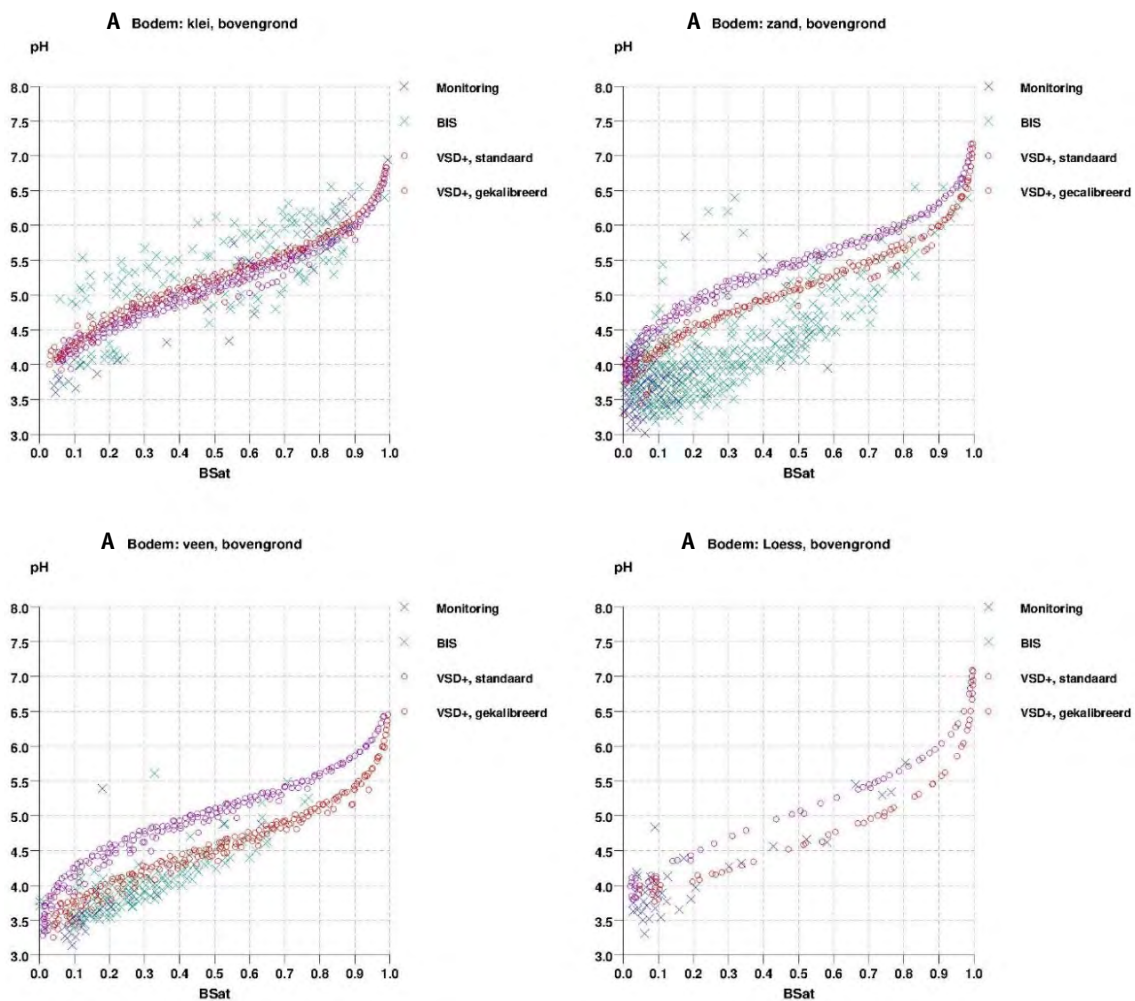 A Bodem: klei, bovengrond
pH
8.0
7.5
7.0
6.5
6.0
5.5
5.0
4.5
4.0
3.5
3.0
0.0 0.1 0.2 0.3 0.4 0.5 0.6 0.7 0.8 0.9 1.0
BSat
Monitoring
BIS
VSD+, standaard
VSD+, gekalibreerd
A Bodem: zand, bovengrond
pH
8.0
7.5
7.0
6.5
6.0
5.5
5.0
4.5
4.0
3.5
3.0
0.0 0.1 0.2 0.3 0.4 0.5 0.6 0.7 0.8 0.9 1.0
BSat
Monitoring
BIS
VSD+, standaard
VSD+, gecalibreerd
A Bodem: veen, bovengrond
pH
8.0
7.5
7.0
6.5
6.0
5.5
5.0
4.5
4.0
3.5
3.0
0.0 0.1 0.2 0.3 0.4 0.5 0.6 0.7 0.8 0.9 1.0
BSat
Monitoring
BIS
VSD+, standaard
VSD+, gekalibreerd
A Bodem: Loess, bovengrond
pH
8.0
7.5
7.0
6.5
6.0
5.5
5.0
4.5
4.0
3.5
3.0
0.0 0.1 0.2 0.3 0.4 0.5 0.6 0.7 0.8 0.9 1.0
BSat
Monitoring
BIS
VSD+, standaard
VSD+, gekalibreerd